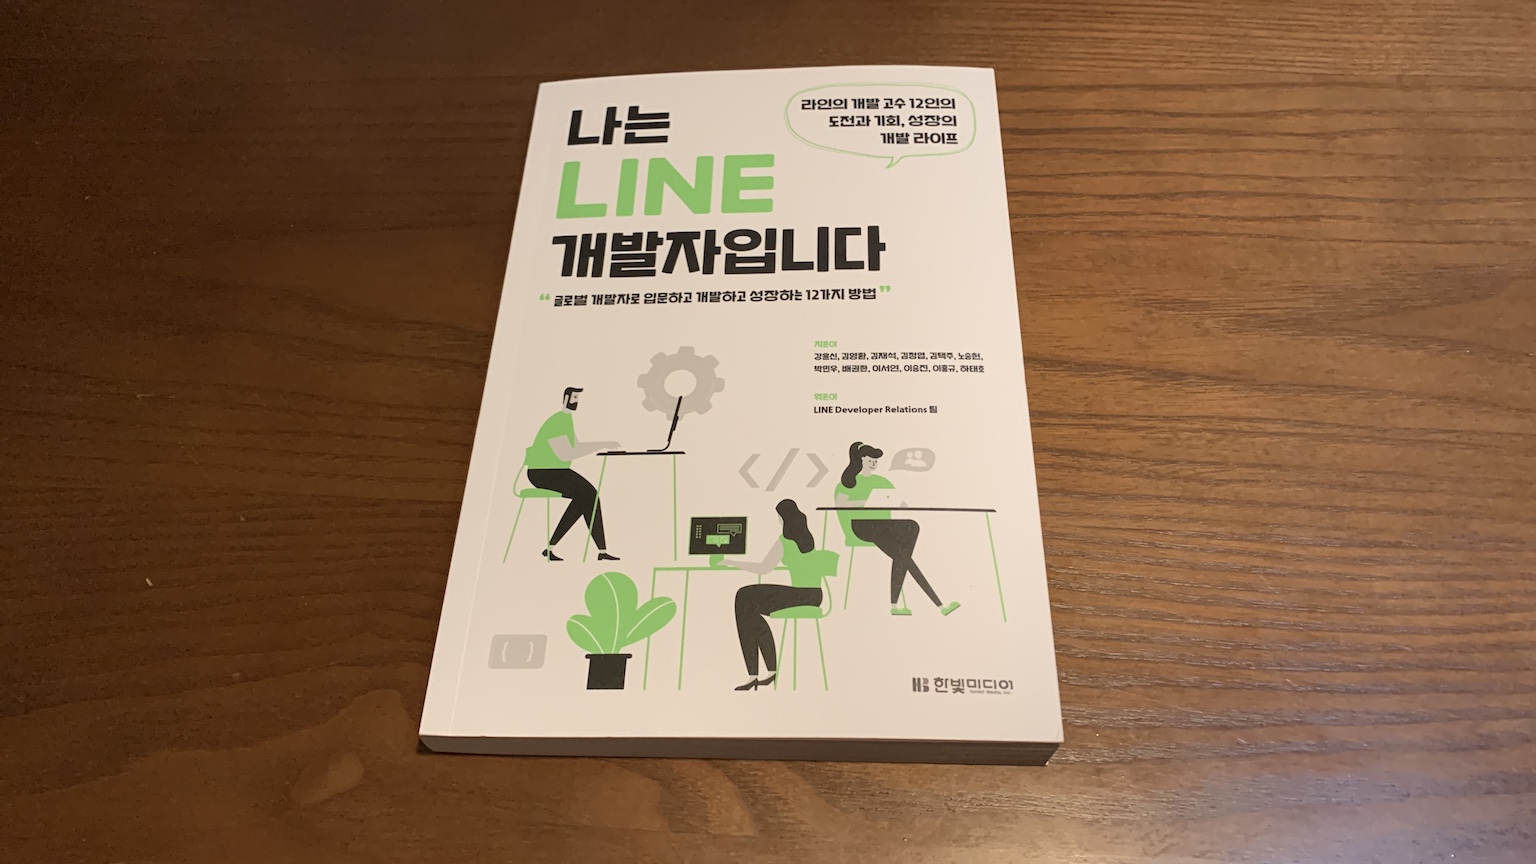 나는
LINE
개발자입니다
라인의 개발 고수 12인의
도전과 기회, 성장의
개발 라이프
“글로벌 개발자로 입문하고 개발하고 성장하는 12가지 방법”
지은이
강윤신, 김영환, 김재석, 김정엽, 김택주, 노승헌,
박민우, 배권한, 이서연, 이승진, 이홍규, 하태호
엮은이
LINE Developer Relations 팀
</>
{ }
HB 한빛미디어
Hanbit Media, Inc.